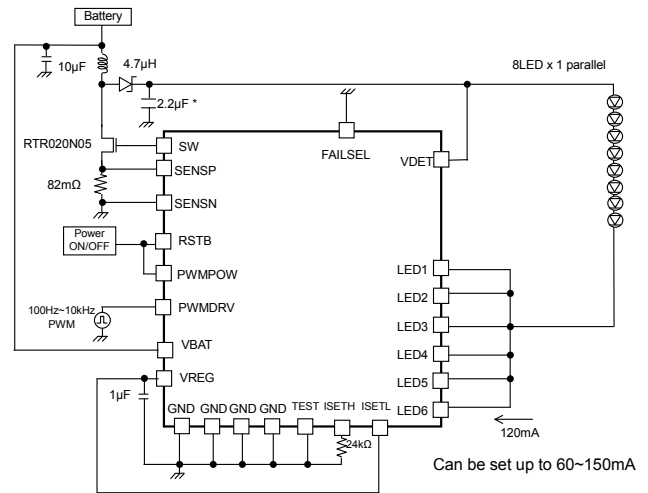 Battery
10µF
4.7µH
2.2µF *
8LED x 1 parallel
RTR020N05
SW
FAILSEL
VDET
SENSP
82mΩ
SENSN
Power
ON/OFF
RSTB
PWMPOW
LED1
LED2
100Hz~10kHz
PWM
PWMDRV
LED3
VBAT
LED4
VREG
LED5
1µF
GND GND GND GND TEST ISETH ISETL
LED6
24kΩ
120mA
Can be set up to 60~150mA